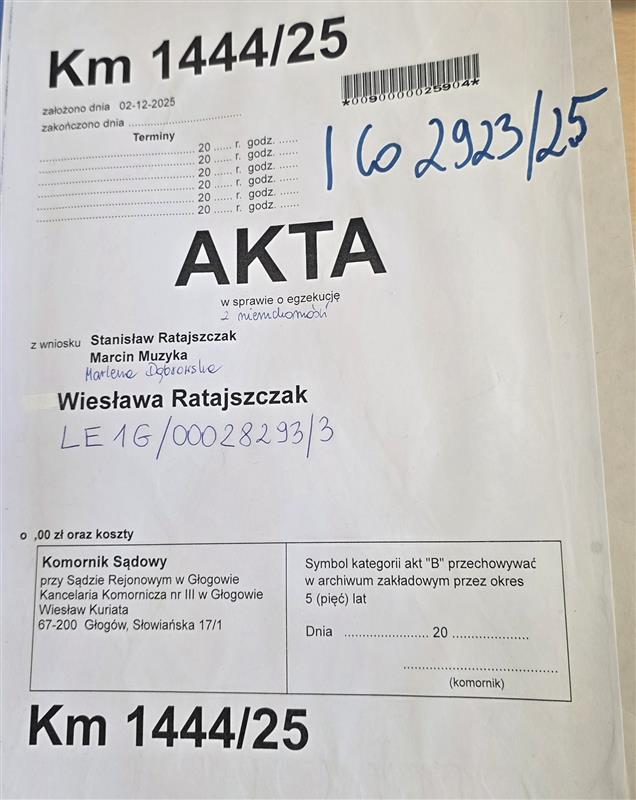 Km 1444/25
*0090000025904*
założono dnia 02-12-2025
zakończono dnia ..............................
I Co 2923/25
Terminy
.................................................. 20 ...... r. godz. ......
.................................................. 20 ...... r. godz. ......
.................................................. 20 ...... r. godz. ......
.................................................. 20 ...... r. godz. ......
.................................................. 20 ...... r. godz. ......
.................................................. 20 ...... r. godz. ......
AKTA
w sprawie o egzekucję
z nieruchomości
z wniosku Stanisław Ratajszczak
Marcin Muzyka
Marlena Dąbrowska
Wiesława Ratajszczak
LE1G/00028293/3
o ,00 zł oraz koszty
Komornik Sądowy
przy Sądzie Rejonowym w Głogowie
Kancelaria Komornicza nr III w Głogowie
Wiesław Kuriata
67-200 Głogów, Słowiańska 17/1
Symbol kategorii akt "B" przechowywać
w archiwum zakładowym przez okres
5 (pięć) lat
Dnia ........................ 20 ......................
..............................................
(komornik)
Km 1444/25